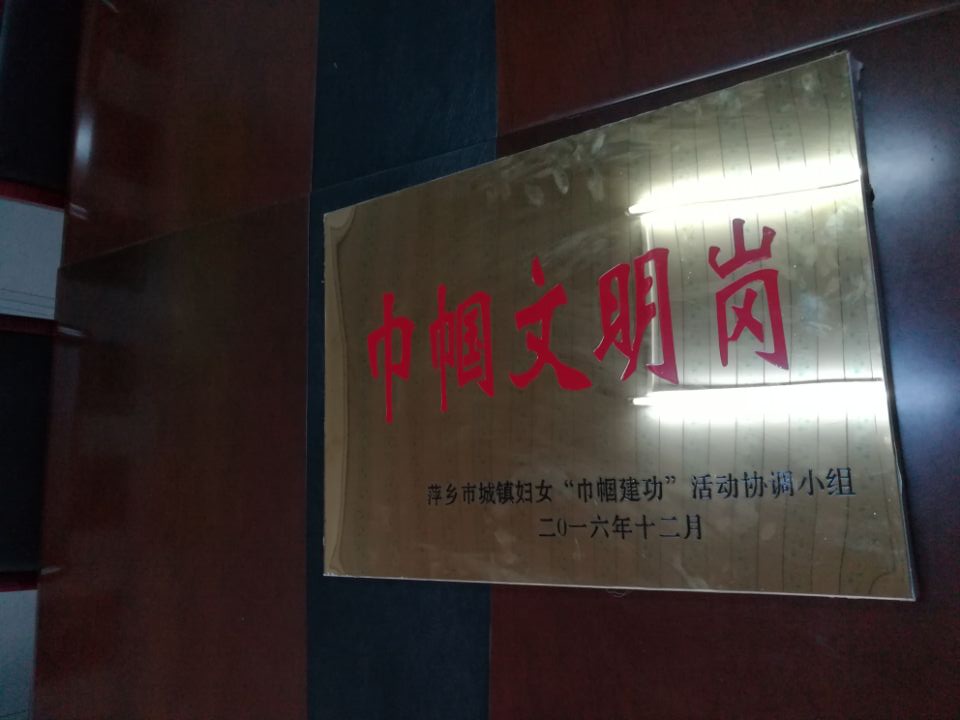 巾帼文明岗
萍乡市城镇妇女“巾帼建功”活动协调小组
二0一六年十二月